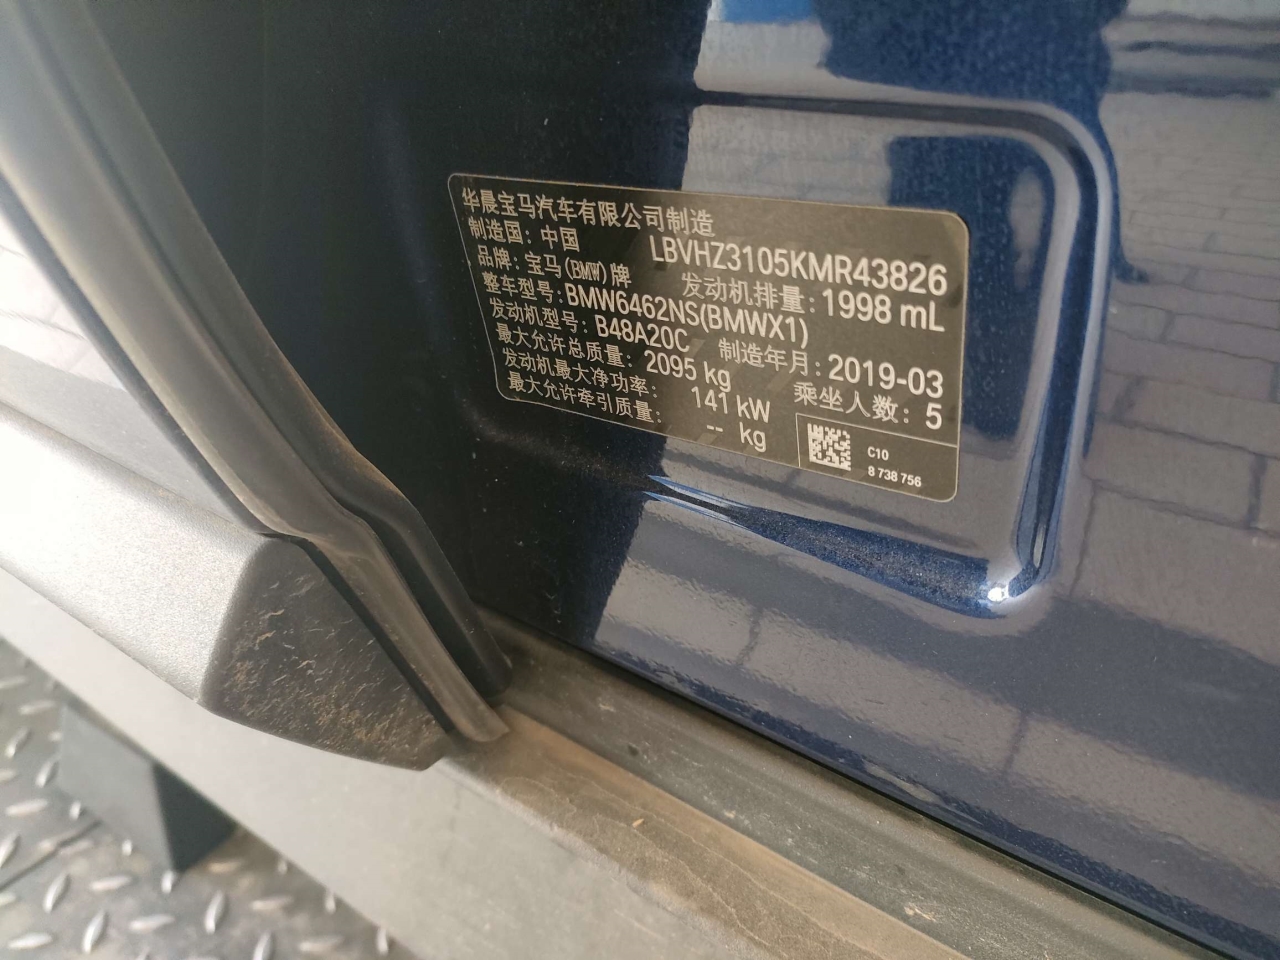 华晨宝马汽车有限公司制造
制造国：中国 LBVHZ3105KMR43826
品牌：宝马(BMW)牌 发动机排量：1998 mL
整车型号：BMW6462NS(BMWX1)
发动机型号：B48A20C 制造年月：2019-03
最大允许总质量：2095 kg 乘坐人数：5
发动机最大净功率：141 kW
最大允许牵引质量：-- kg
C10
8 738 756